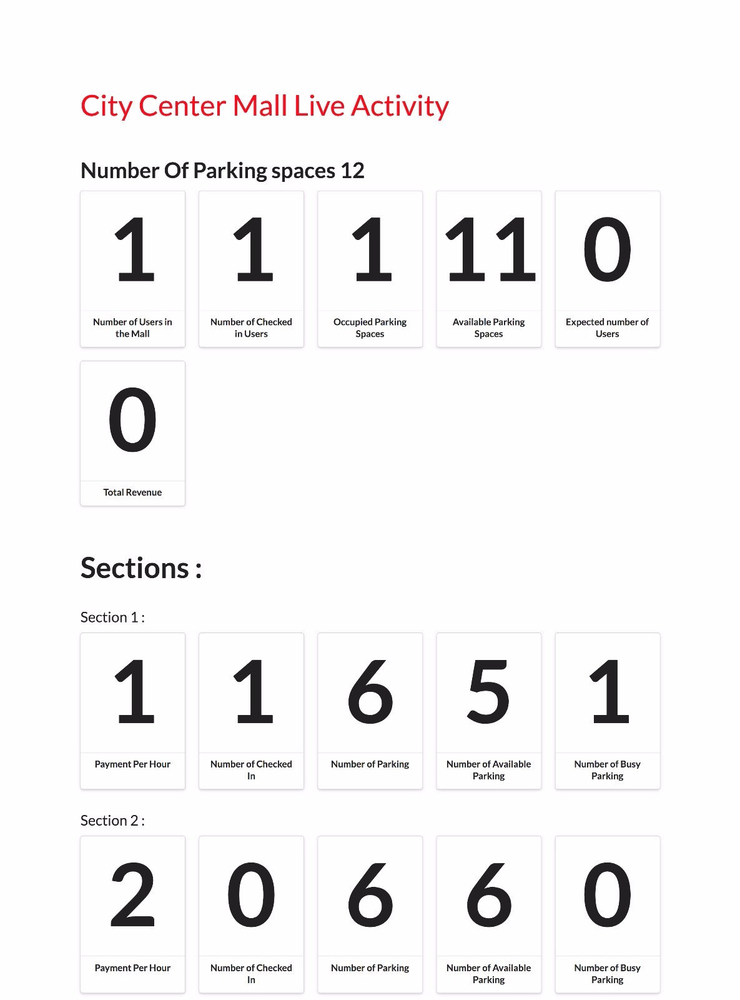 City Center Mall Live Activity
Number Of Parking spaces 12
1 1 1 11 0
Number of Users in the Mall
Number of Checked in Users
Occupied Parking Spaces
Available Parking Spaces
Expected number of Users
0
Total Revenue
Sections :
Section 1 :
1 1 6 5 1
Payment Per Hour
Number of Checked In
Number of Parking
Number of Available Parking
Number of Busy Parking
Section 2 :
2 0 6 6 0
Payment Per Hour
Number of Checked In
Number of Parking
Number of Available Parking
Number of Busy Parking